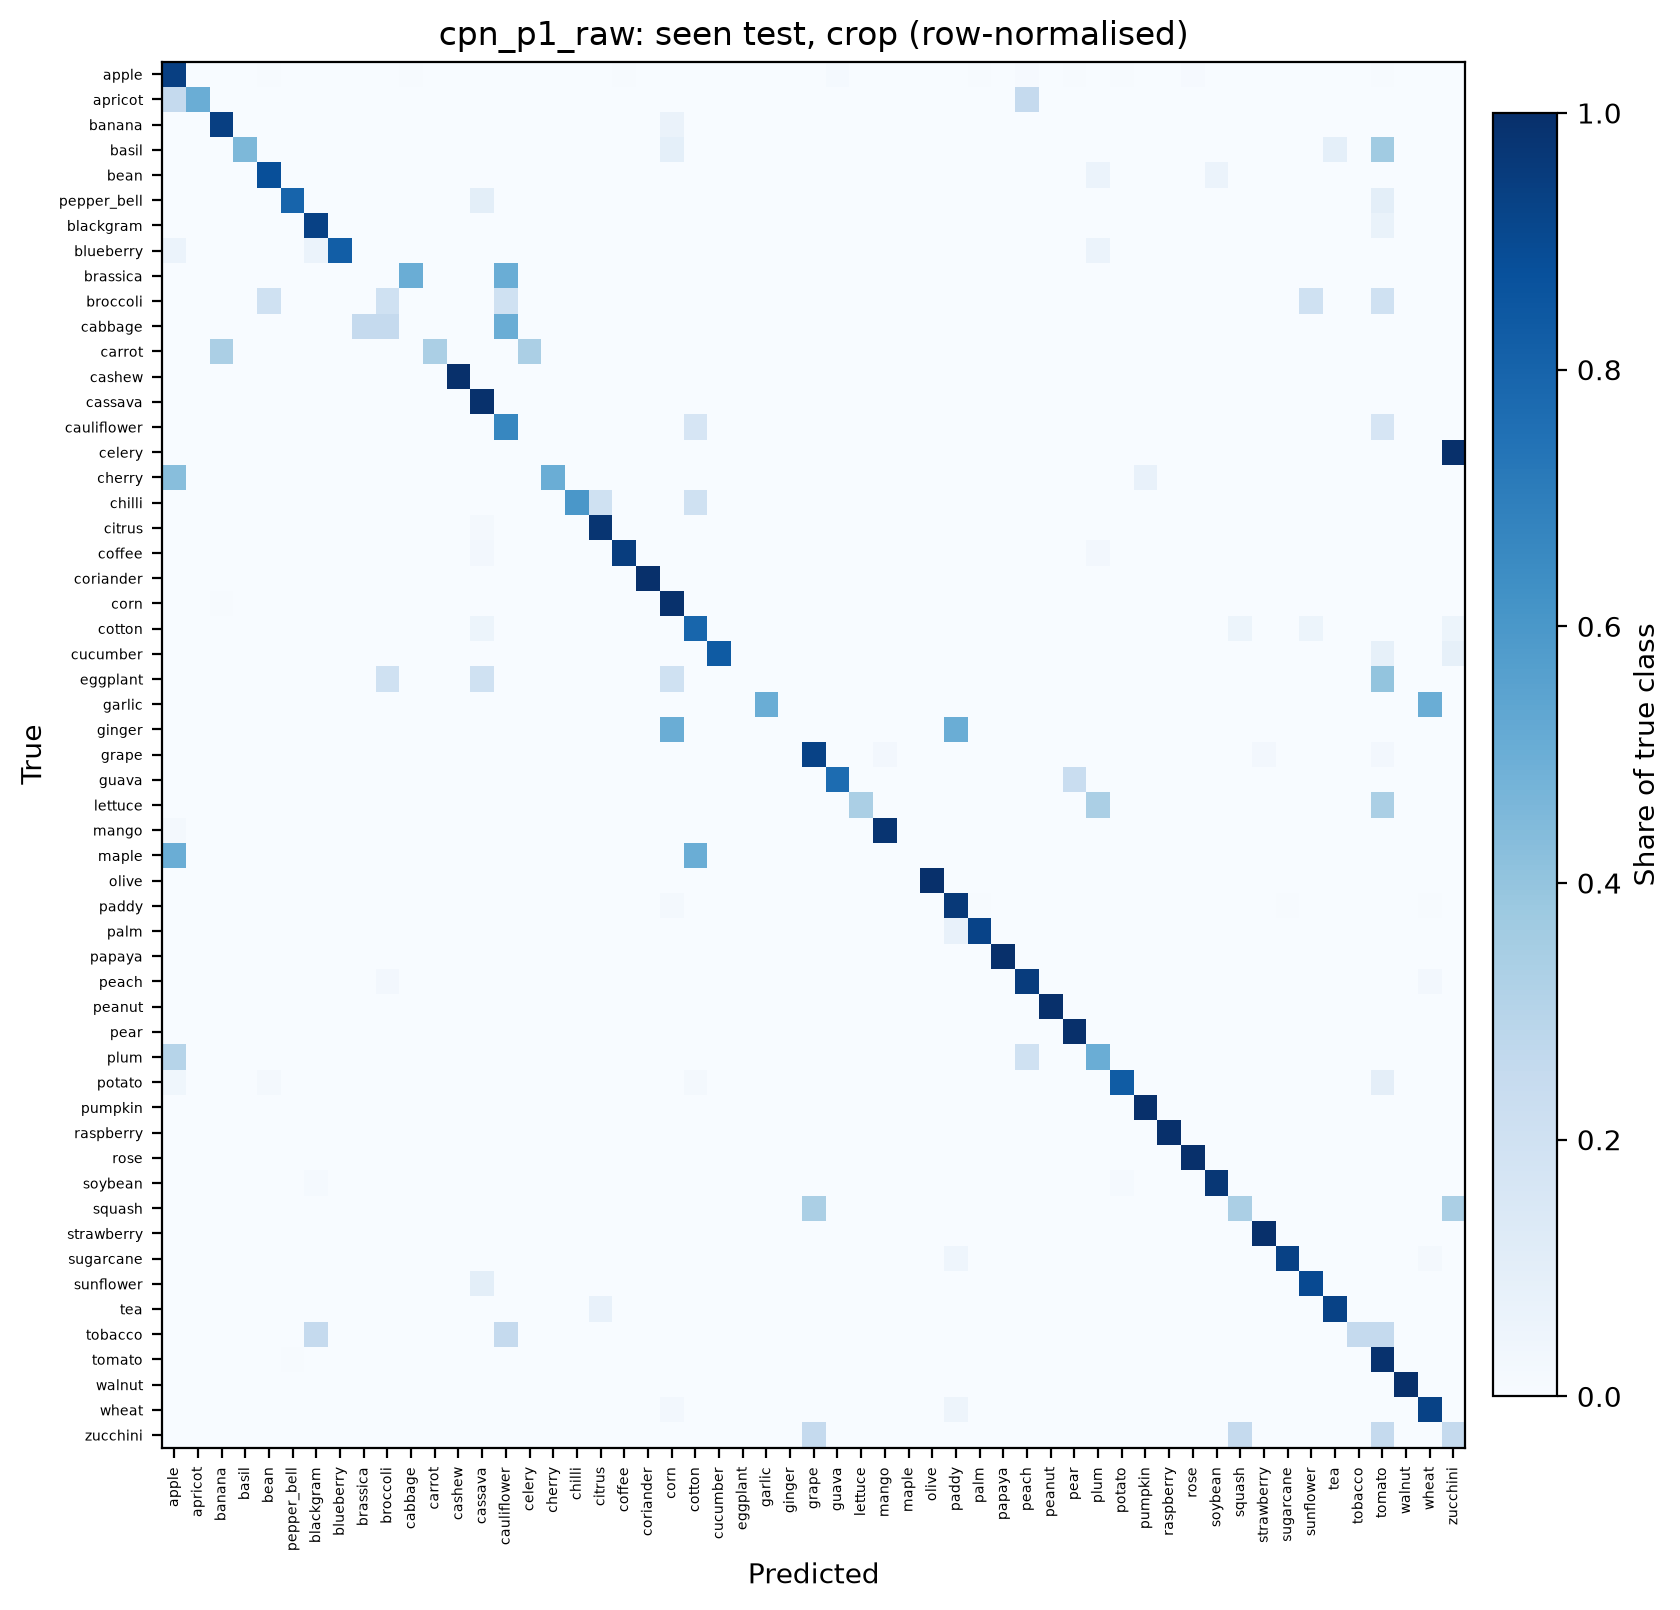 cpn_p1_raw: seen test, crop (row-normalised)
True
apple
apricot
banana
basil
bean
pepper_bell
blackgram
blueberry
brassica
broccoli
cabbage
carrot
cashew
cassava
cauliflower
celery
cherry
chilli
citrus
coffee
coriander
corn
cotton
cucumber
eggplant
garlic
ginger
grape
guava
lettuce
mango
maple
olive
paddy
palm
papaya
peach
peanut
pear
plum
potato
pumpkin
raspberry
rose
soybean
squash
strawberry
sugarcane
sunflower
tea
tobacco
tomato
walnut
wheat
zucchini
apple
apricot
banana
basil
bean
pepper_bell
blackgram
blueberry
brassica
broccoli
cabbage
carrot
cashew
cassava
cauliflower
celery
cherry
chilli
citrus
coffee
coriander
corn
cotton
cucumber
eggplant
garlic
ginger
grape
guava
lettuce
mango
maple
olive
paddy
palm
papaya
peach
peanut
pear
plum
potato
pumpkin
raspberry
rose
soybean
squash
strawberry
sugarcane
sunflower
tea
tobacco
tomato
walnut
wheat
zucchini
Predicted
1.0
0.8
0.6
0.4
0.2
0.0
Share of true class